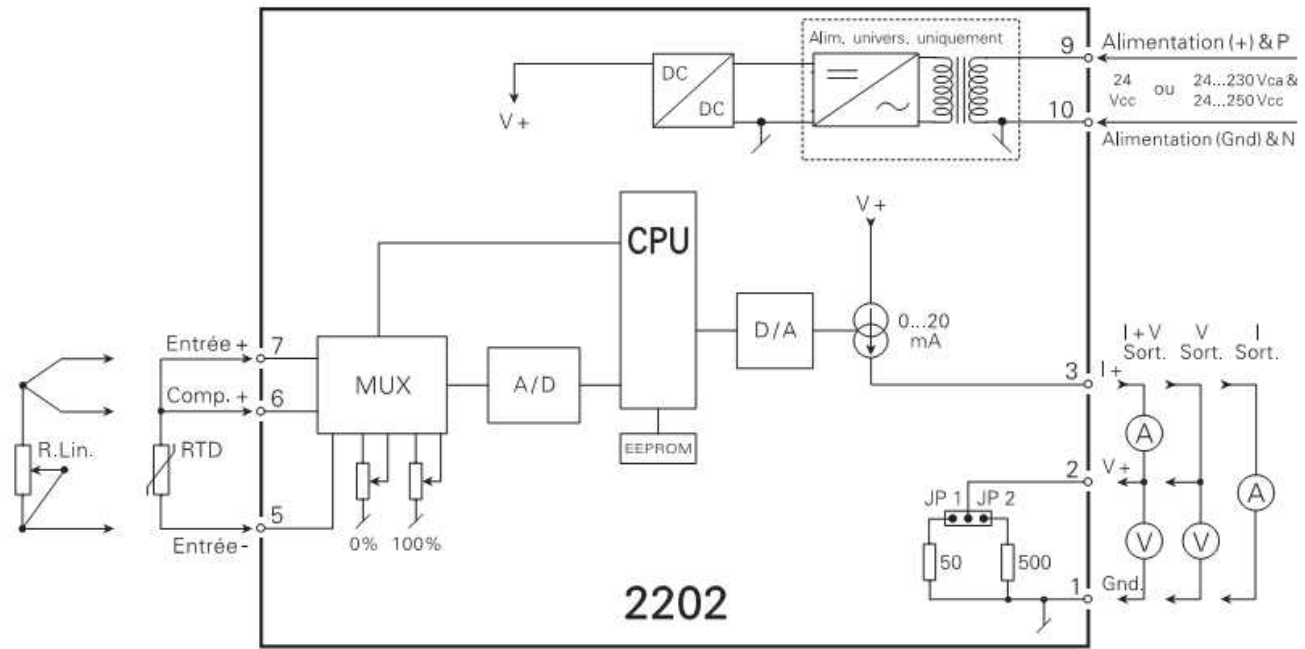 Alim. univers. uniquement
9
Alimentation (+) & P
DC
DC
24
Vcc
ou
24...230 Vca &
24...250 Vcc
V +
10
Alimentation (Gnd) & N
V +
CPU
D/A
0...20
mA
I + V
Sort.
V
Sort.
I
Sort.
Entrée +
7
MUX
A/D
3
I +
Comp. +
6
A
R.Lin.
RTD
EEPROM
2
V +
A
JP 1
JP 2
5
Entrée -
0%
100%
V
V
50
500
1
Gnd.
2202